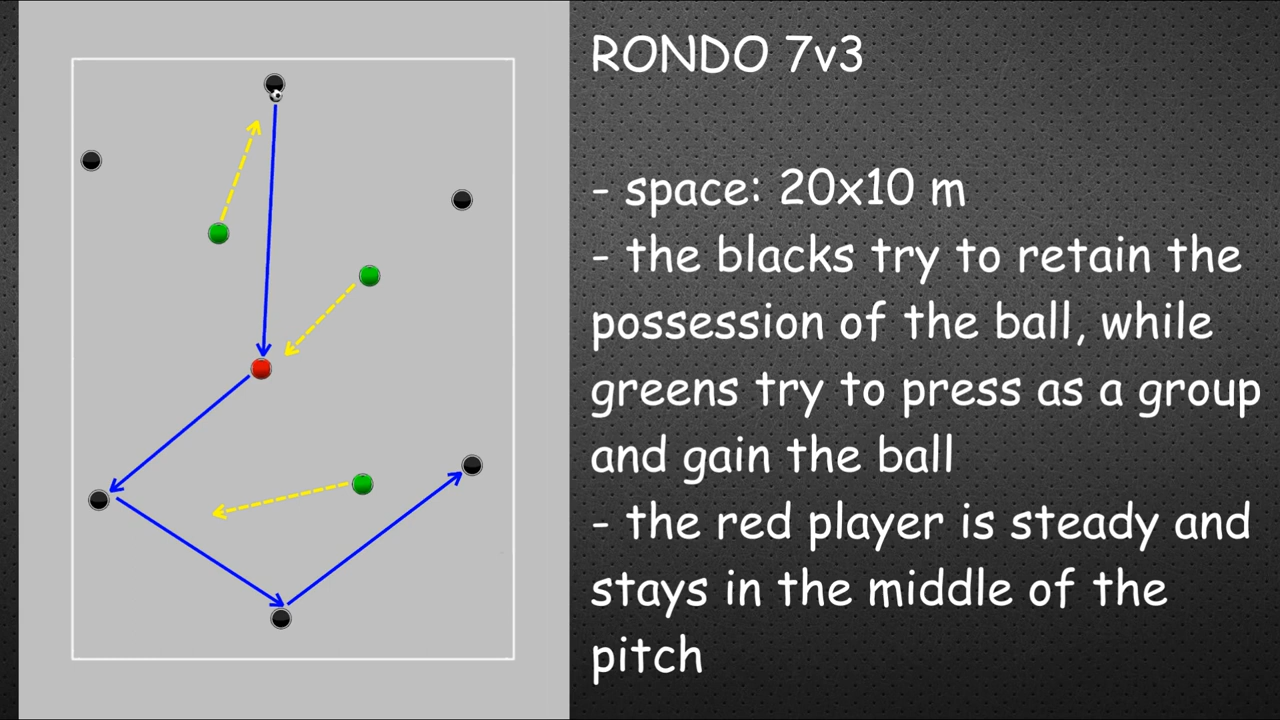 RONDO 7v3
- space: 20x10 m
- the blacks try to retain the
possession of the ball, while
greens try to press as a group
and gain the ball
- the red player is steady and
stays in the middle of the
pitch